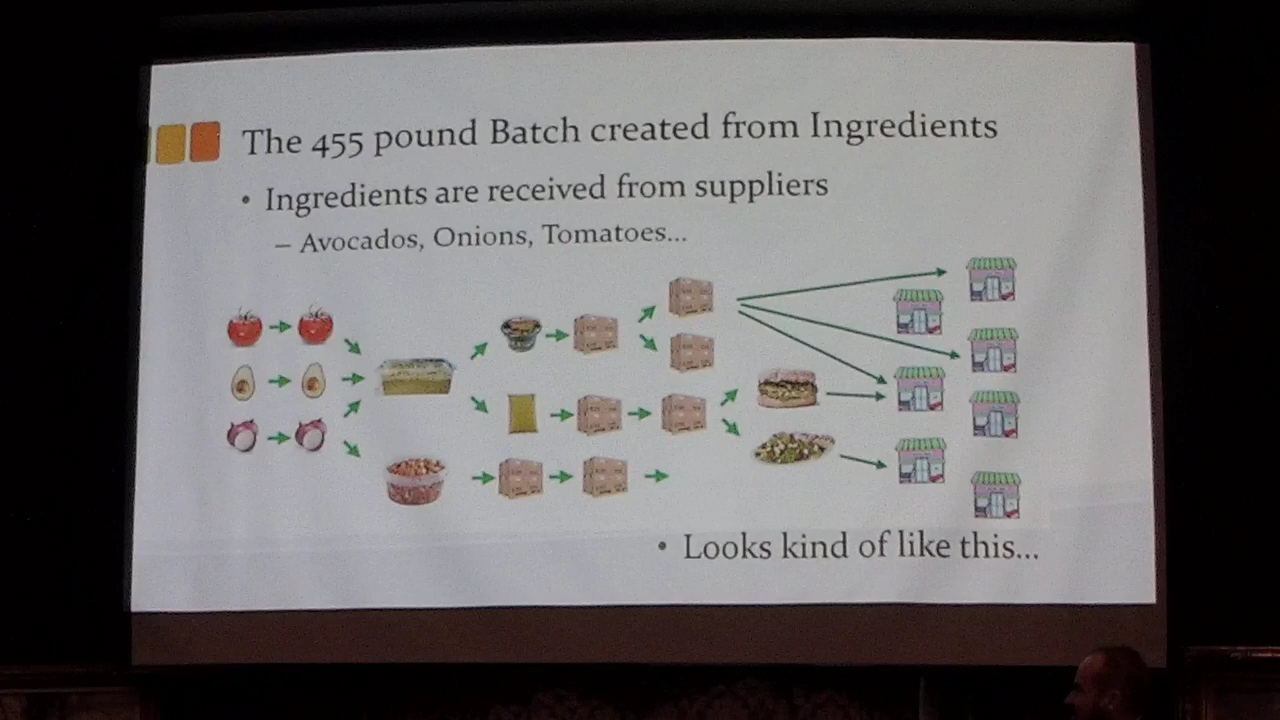 The 455 pound Batch created from Ingredients
• Ingredients are received from suppliers
– Avocados, Onions, Tomatoes...
• Looks kind of like this...